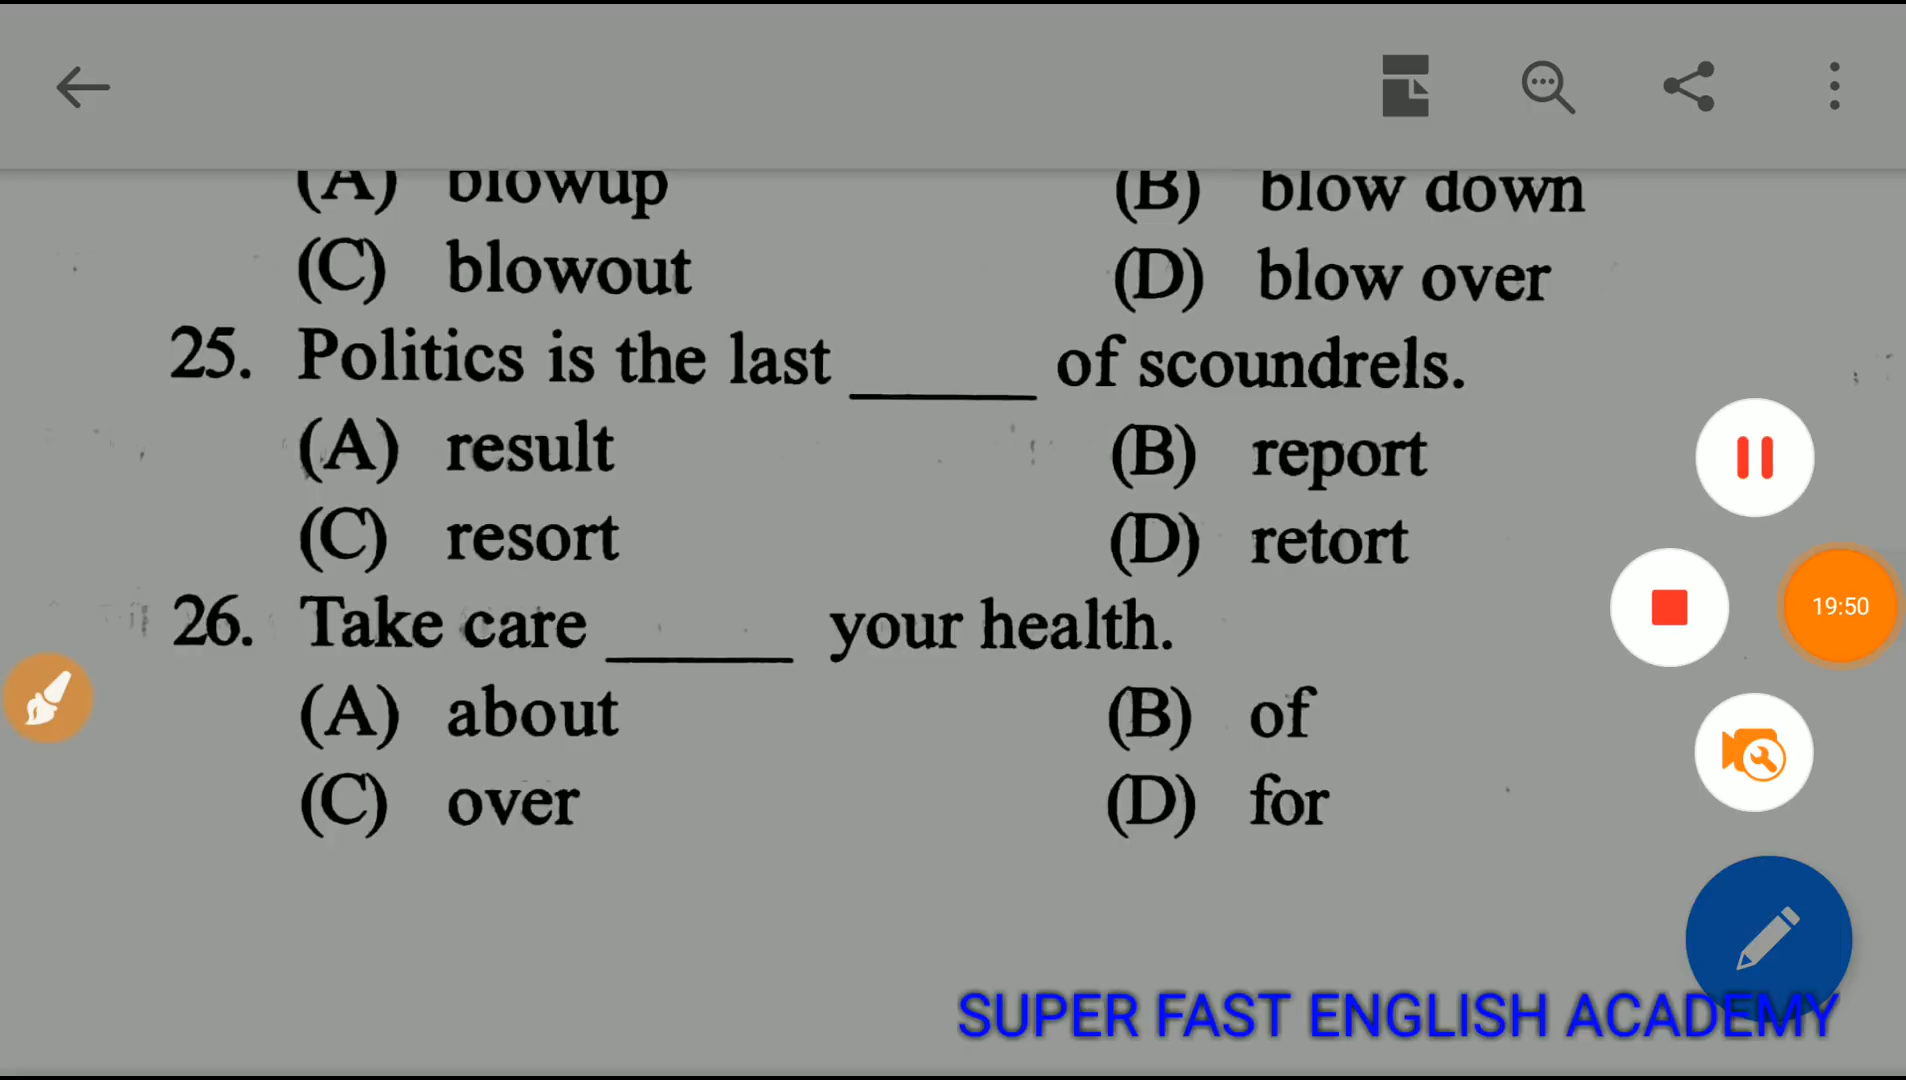 (A) blowup (B) blow down
(C) blowout (D) blow over
25. Politics is the last ______ of scoundrels.
(A) result (B) report
(C) resort (D) retort
19:50
26. Take care ______ your health.
(A) about (B) of
(C) over (D) for
SUPER FAST ENGLISH ACADEMY